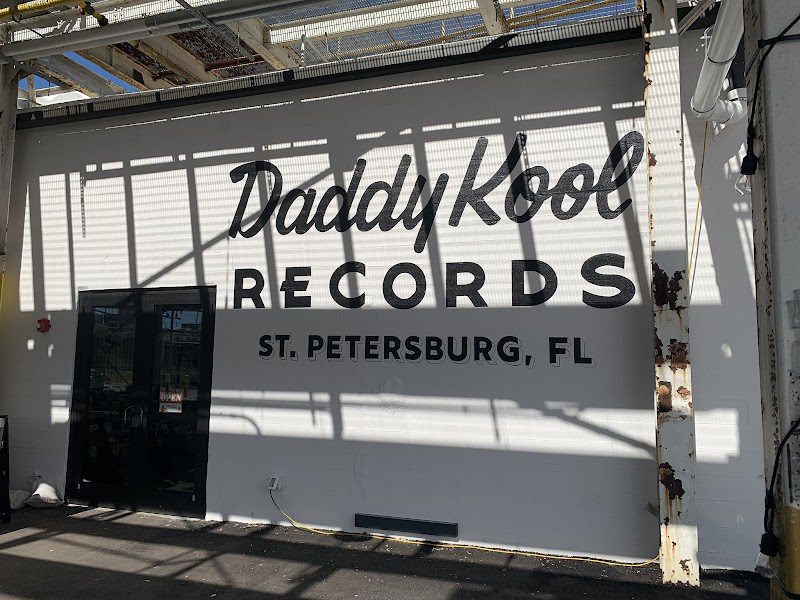 Daddy Kool
RECORDS
ST. PETERSBURG, FL